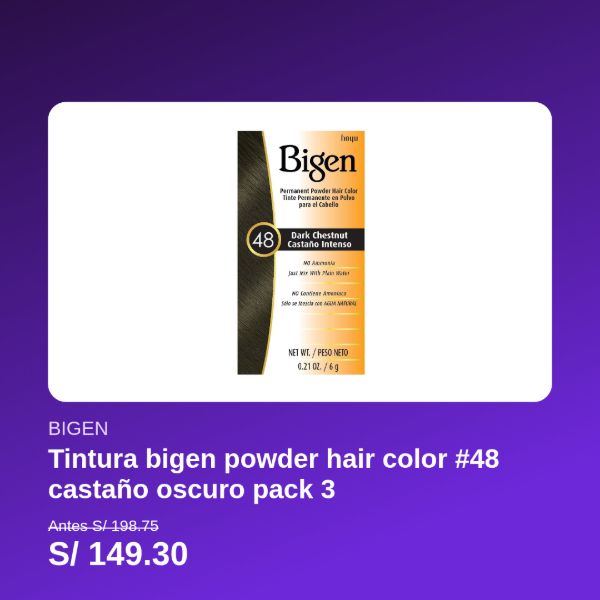 hoyu
Bigen
Permanent Powder Hair Color
Tinte Permanente en Polvo
para el Cabello
48
Dark Chestnut
Castaño Intenso
NO Ammonia
Just Mix With Plain Water
NO Contiene Amoniaco
Sólo se Mezcla con AGUA NATURAL
NET WT. / PESO NETO
0.21 OZ. / 6 g
BIGEN
Tintura bigen powder hair color #48
castaño oscuro pack 3
Antes S/ 198.75
S/ 149.30